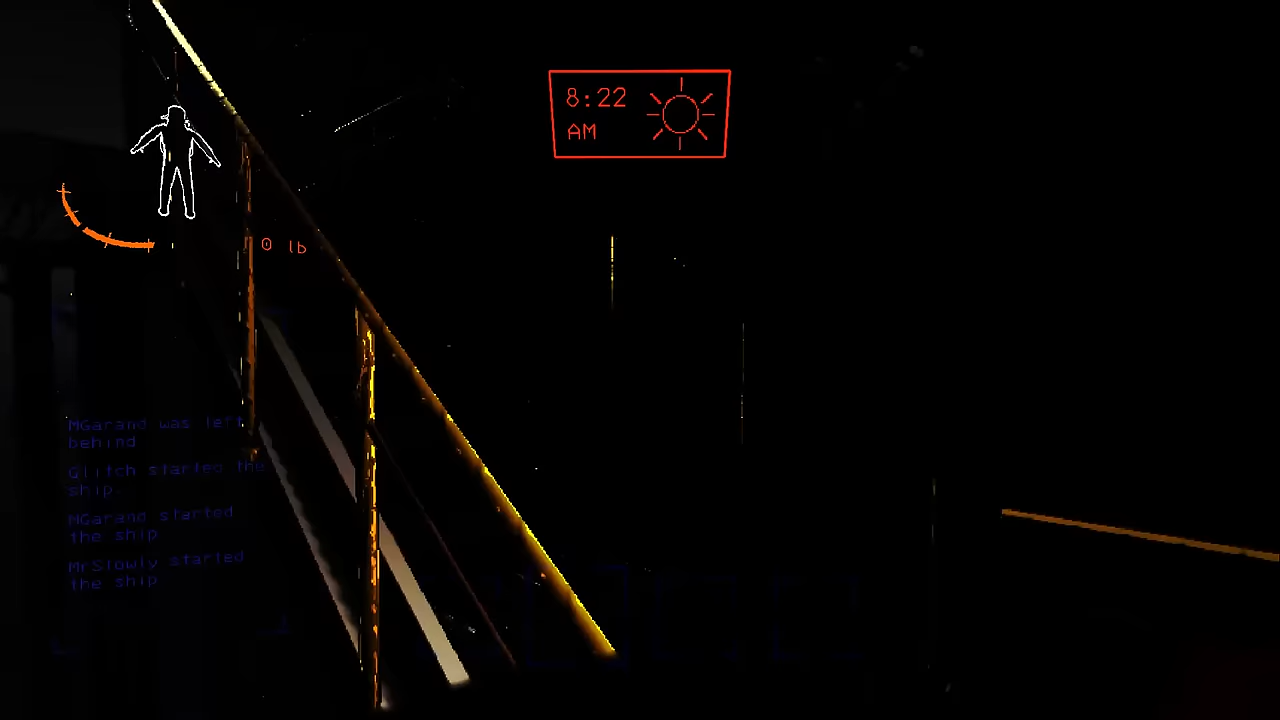 8:22
AM
0 lb
MGarand was left
behind
Glitch started the
ship.
MGarand started
the ship
MrSlowly started
the ship